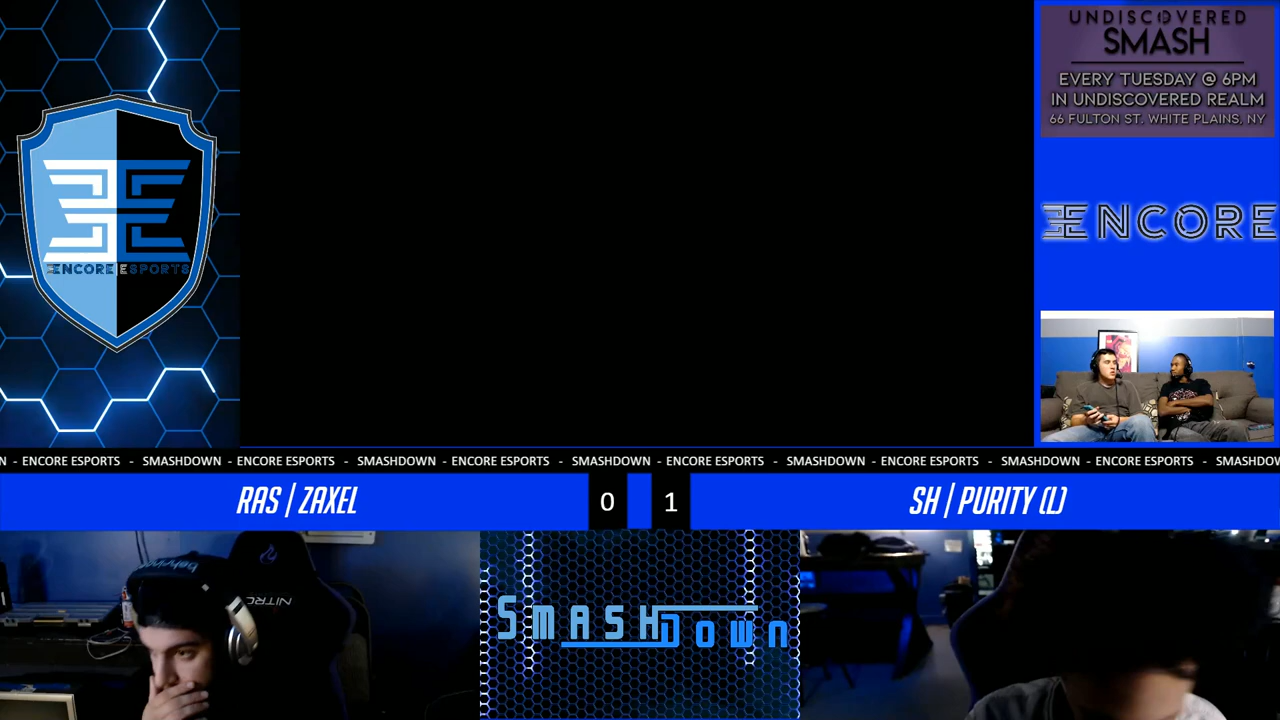 UNDISCOVERED
SMASH
EVERY TUESDAY @ 6PM
IN UNDISCOVERED REALM
66 FULTON ST. WHITE PLAINS, NY
ENCORE ESPORTS
ENCORE
N - ENCORE ESPORTS - SMASHDOWN - ENCORE ESPORTS - SMASHDOWN - ENCORE ESPORTS - SMASHDOWN - ENCORE ESPORTS - SMASHDOWN - ENCORE ESPORTS - SMASHDOWN - ENCORE ESPORTS - SMASHDO
RAS | ZAXEL
0
1
SH | PURITY (L)
behringer
NITRO
SMASHDOWN